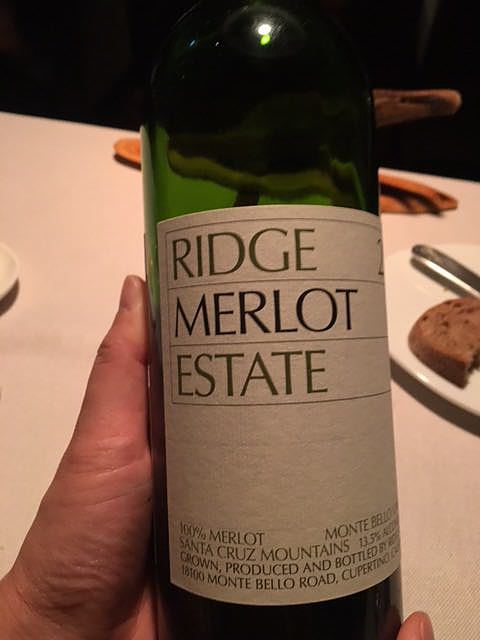 RIDGE 2
MERLOT
ESTATE
100% MERLOT MONTE BELLO
SANTA CRUZ MOUNTAINS 13.5%
GROWN, PRODUCED AND BOTTLED BY
18100 MONTE BELLO ROAD, CUPERTINO,